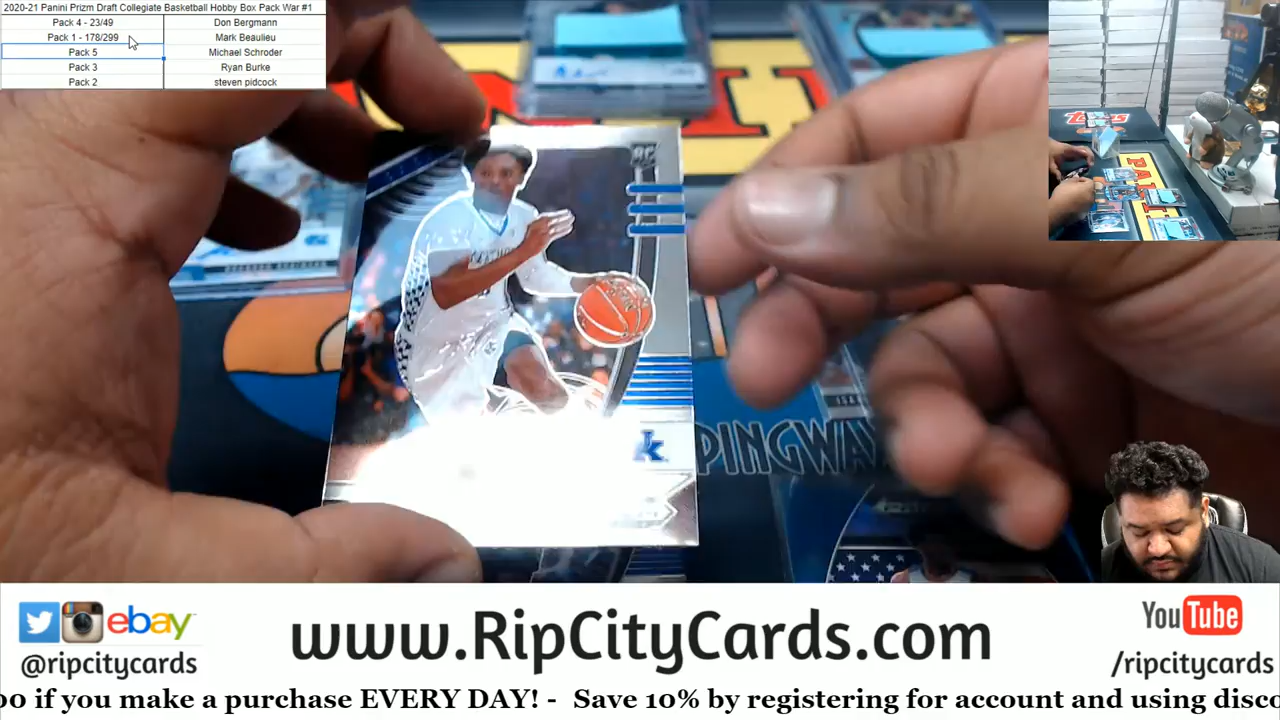 2020-21 Panini Prizm Draft Collegiate Basketball Hobby Box Pack War #1
Pack 4 - 23/49 Don Bergmann
Pack 1 - 178/299 Mark Beaulieu
Pack 5 Michael Schroder
Pack 3 Ryan Burke
Pack 2 steven pidcock
RC
k
PINGWA
ebay
@ripcitycards
www.RipCityCards.com
YouTube
/ripcitycards
00 if you make a purchase EVERY DAY! - Save 10% by registering for account and using disco